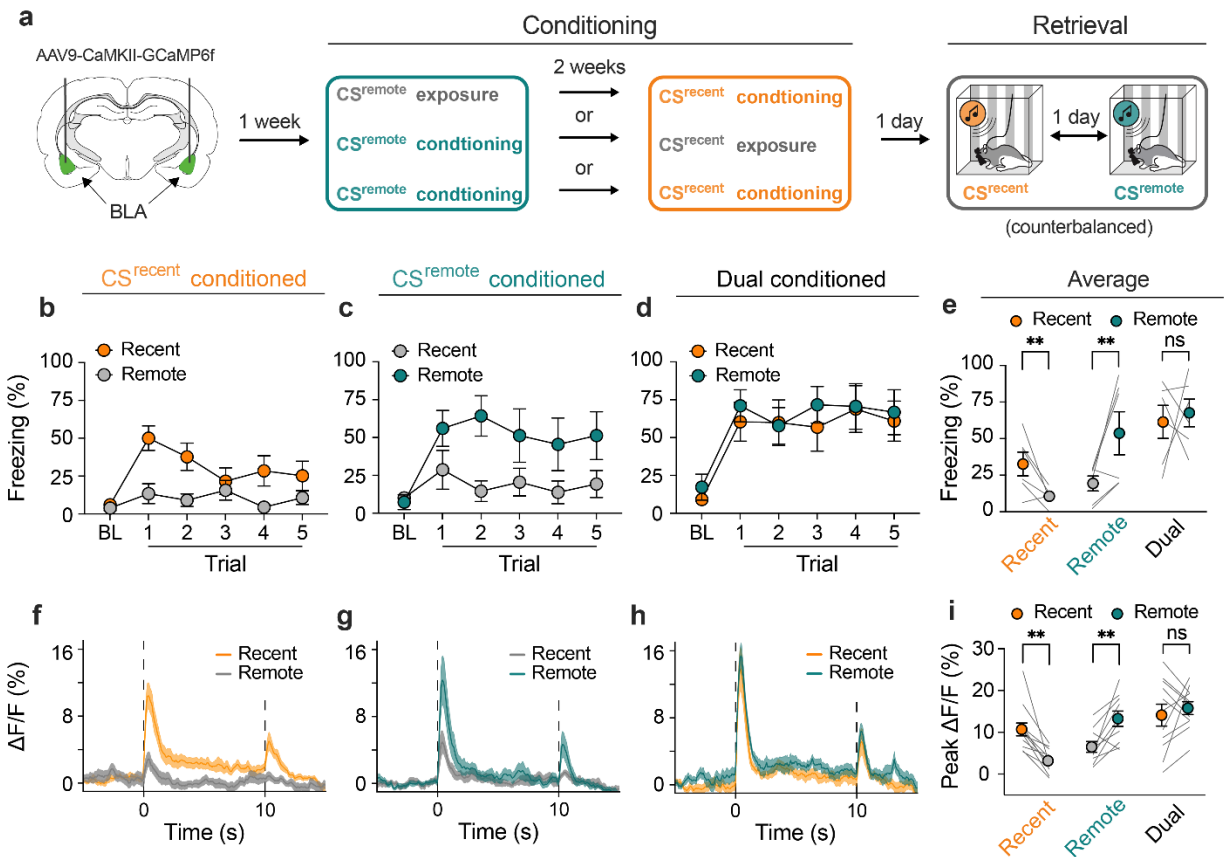 a
Conditioning
Retrieval
AAV9-CaMKII-GCaMP6f
BLA
1 week
CSremote exposure
CSremote condtioning
CSremote condtioning
2 weeks
or
or
CSrecent condtioning
CSrecent exposure
CSrecent condtioning
1 day
1 day
CSrecent
CSremote
(counterbalanced)
CSrecent conditioned
CSremote conditioned
Dual conditioned
Average
b
Recent
Remote
Freezing (%)
100
75
50
25
0
BL 1 2 3 4 5
Trial
c
Recent
Remote
100
75
50
25
0
BL 1 2 3 4 5
Trial
d
Recent
Remote
100
75
50
25
0
BL 1 2 3 4 5
Trial
e
Recent Remote
** ** ns
Freezing (%)
100
75
50
25
0
Recent Remote Dual
f
Recent
Remote
ΔF/F (%)
16
8
0
0 10
Time (s)
g
Recent
Remote
16
8
0
0 10
Time (s)
h
Recent
Remote
16
8
0
0 10
Time (s)
i
Recent Remote
** ** ns
Peak ΔF/F (%)
30
20
10
0
Recent Remote Dual